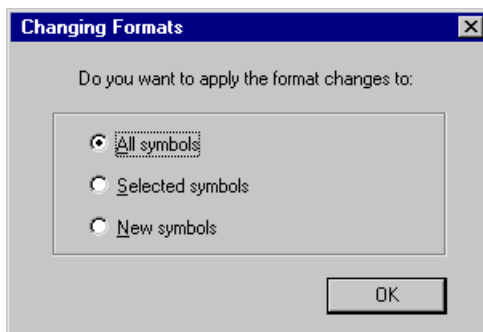 Changing Formats
Do you want to apply the format changes to:
All symbols
Selected symbols
New symbols
OK